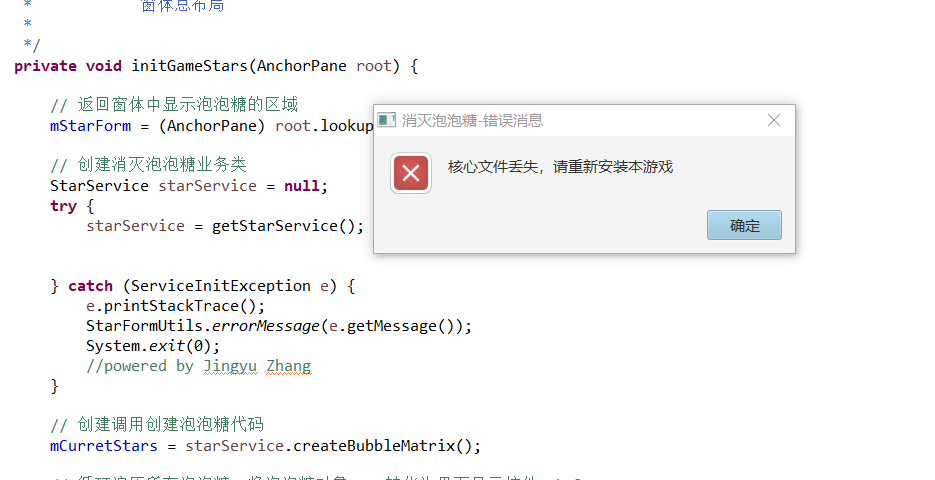 * 窗体总布局
*
*/
private void initGameStars(AnchorPane root) {
// 返回窗体中显示泡泡糖的区域
mStarForm = (AnchorPane) root.lookup
// 创建消灭泡泡糖业务类
StarService starService = null;
try {
starService = getStarService();
消灭泡泡糖-错误消息
核心文件丢失，请重新安装本游戏
确定
} catch (ServiceInitException e) {
e.printStackTrace();
StarFormUtils.errorMessage(e.getMessage());
System.exit(0);
//powered by Jingyu Zhang
}
// 创建调用创建泡泡糖代码
mCurretStars = starService.createBubbleMatrix();